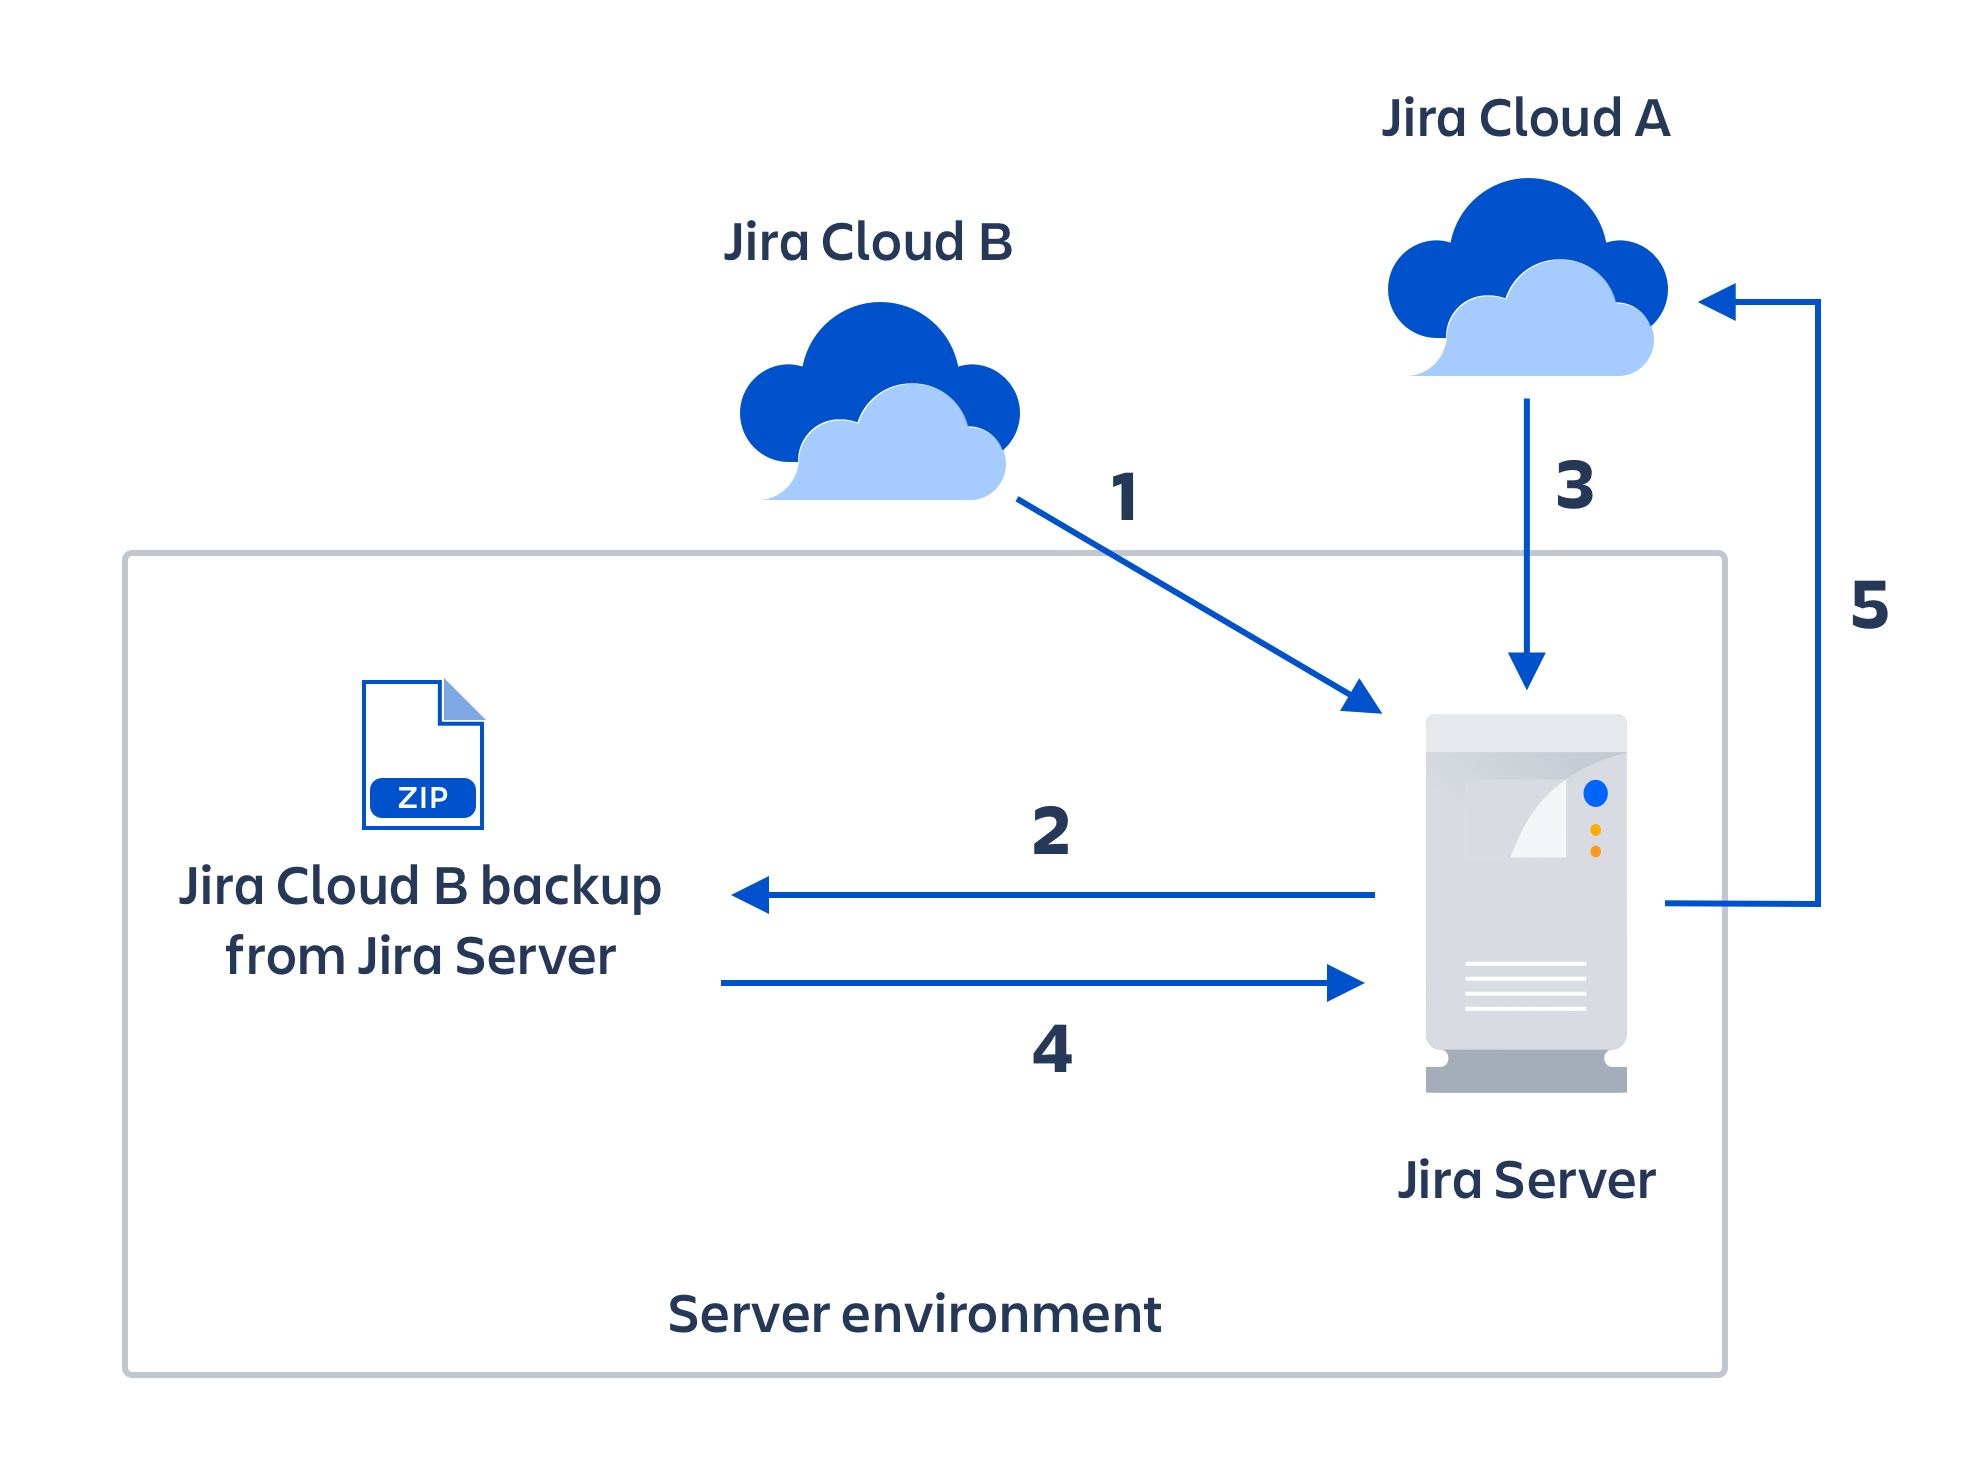 Jira Cloud A
Jira Cloud B
1
3
5
ZIP
2
Jira Cloud B backup
from Jira Server
4
Jira Server
Server environment